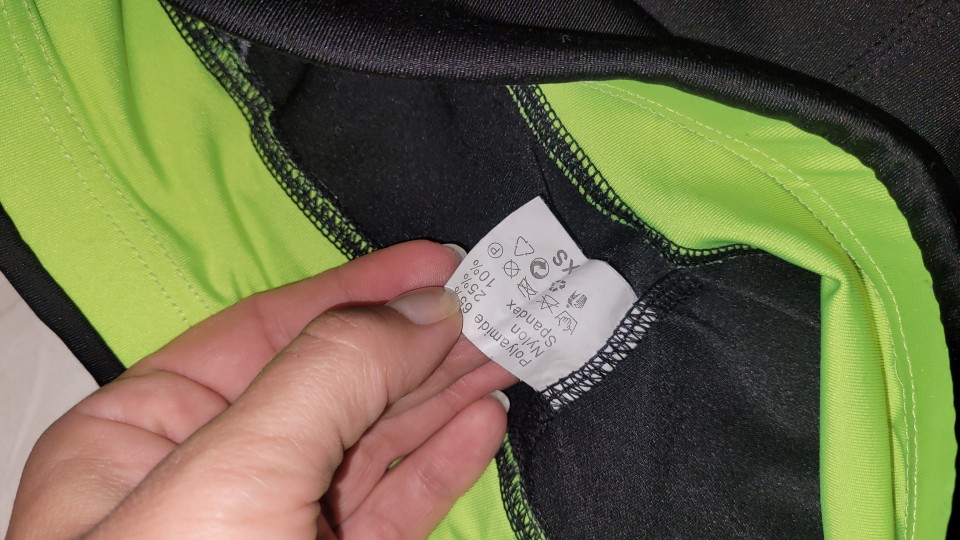 XS
P
Polyamide 65%
Nylon 25%
Spandex 10%